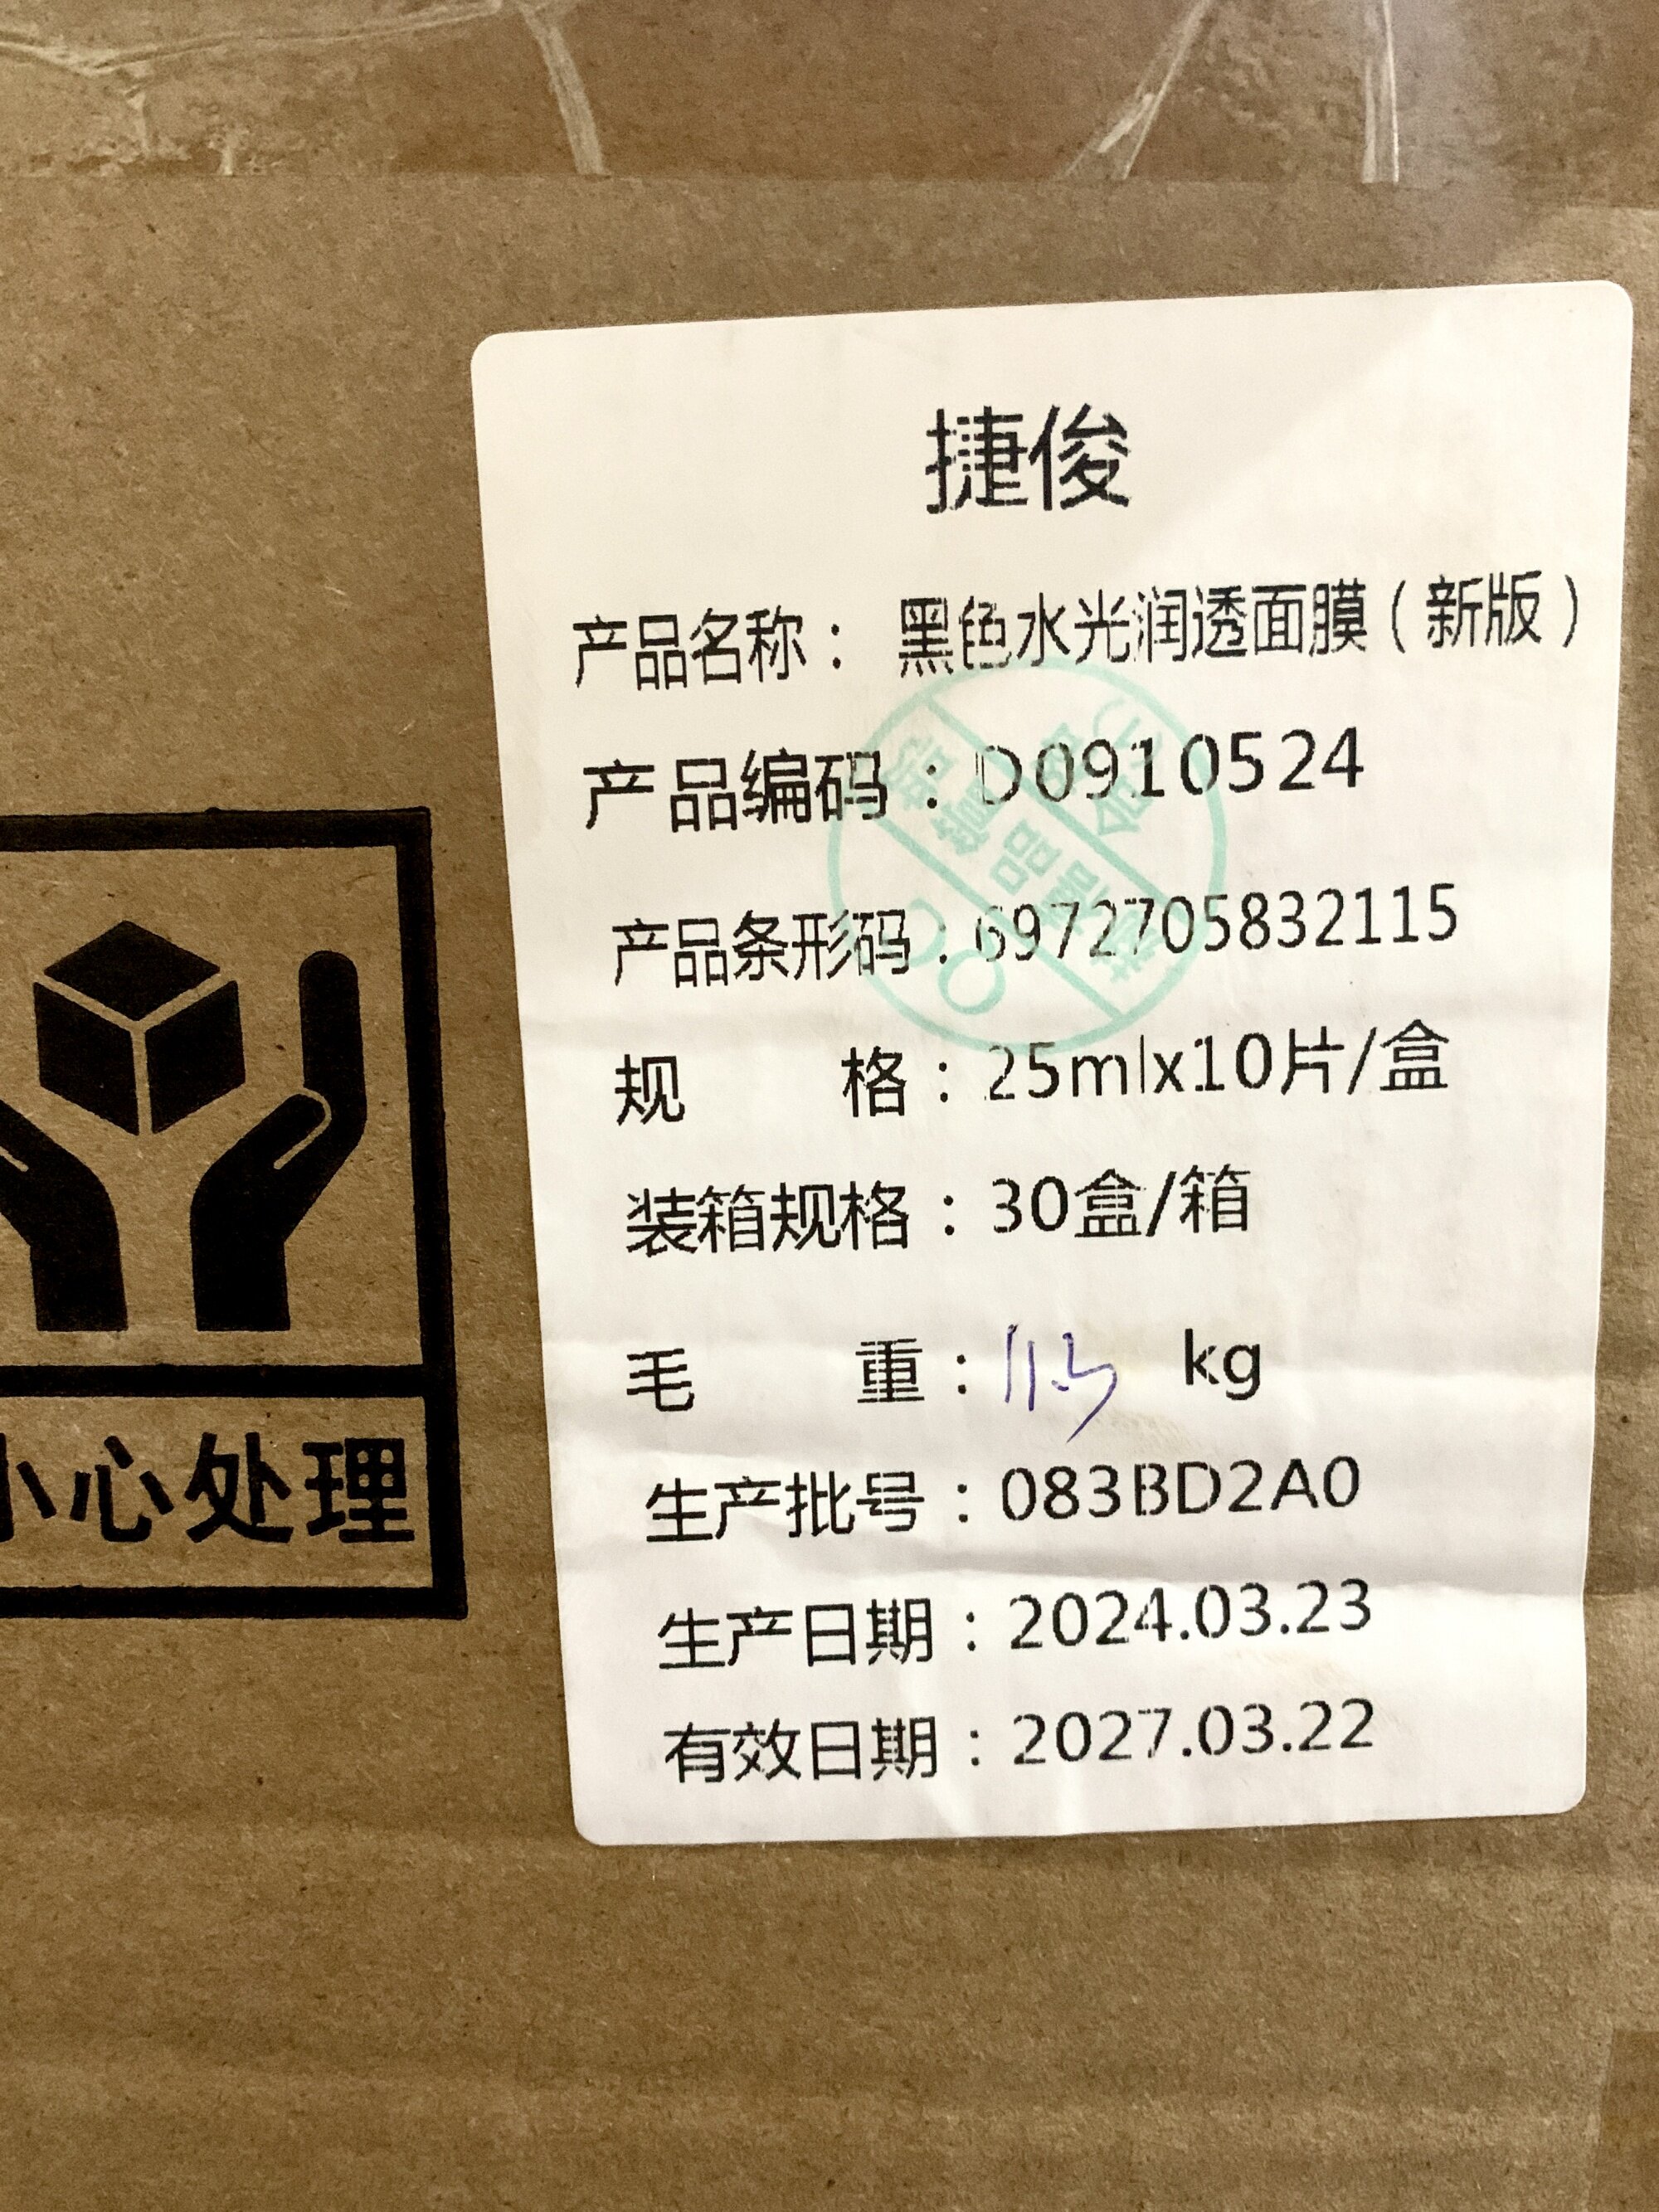 捷俊
产品名称：黑色水光润透面膜（新版）
产品编码：D0910524
产品条形码：6972705832115
规 格：25mlx10片/盒
装箱规格：30盒/箱
毛 重：11.5 kg
生产批号：083BD2A0
生产日期：2024.03.23
有效日期：2027.03.22
小心处理